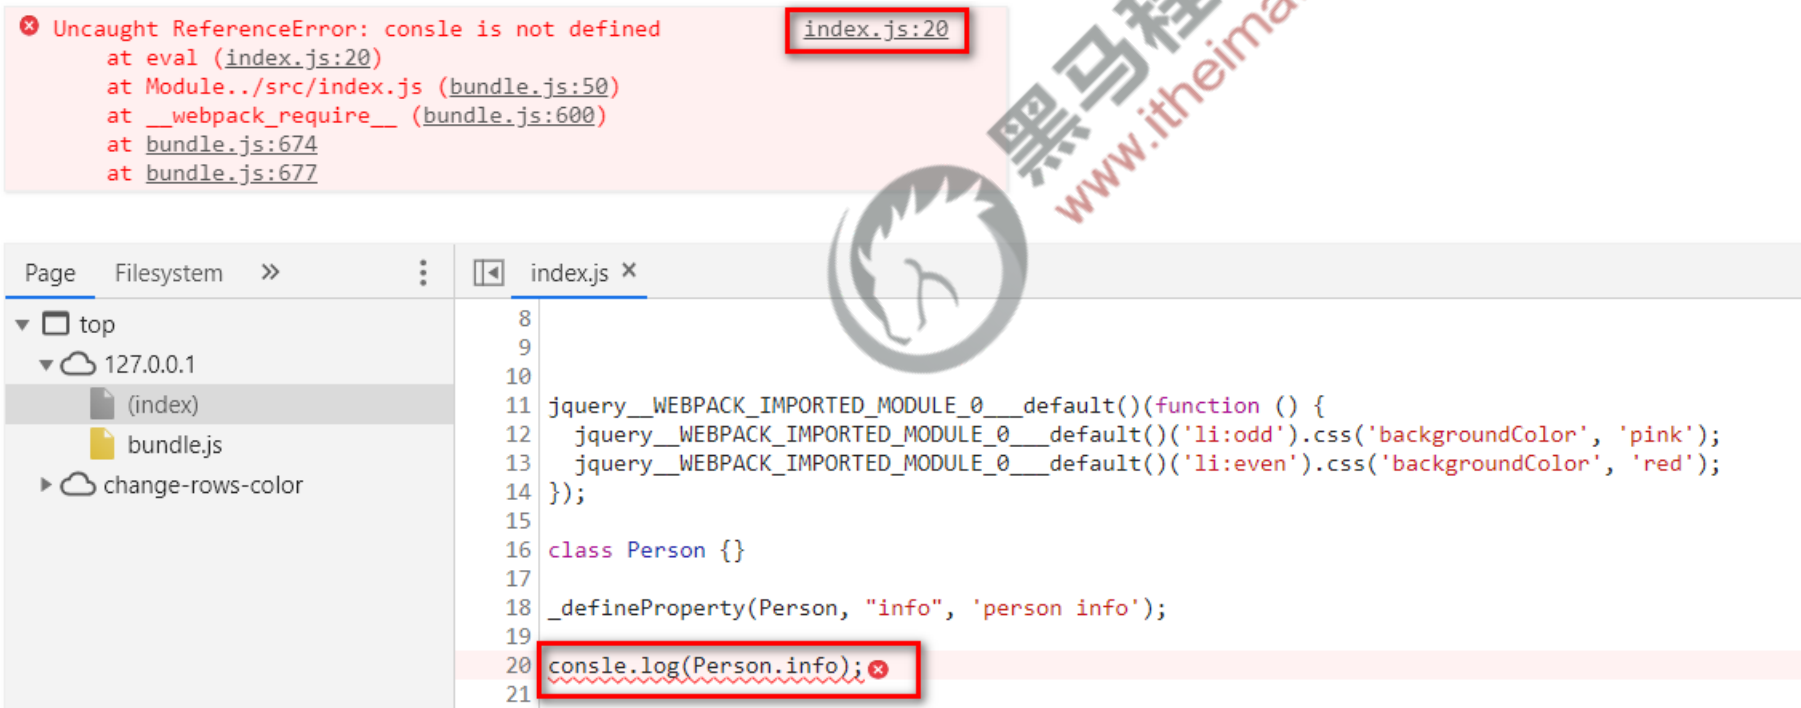 Uncaught ReferenceError: consle is not defined index.js:20
at eval (index.js:20)
at Module../src/index.js (bundle.js:50)
at __webpack_require__ (bundle.js:600)
at bundle.js:674
at bundle.js:677
黑马程
www.itheima.
Page Filesystem » index.js ×
top
127.0.0.1
(index)
bundle.js
change-rows-color
8
9
10
11 jquery__WEBPACK_IMPORTED_MODULE_0___default()(function () {
12 jquery__WEBPACK_IMPORTED_MODULE_0___default()('li:odd').css('backgroundColor', 'pink');
13 jquery__WEBPACK_IMPORTED_MODULE_0___default()('li:even').css('backgroundColor', 'red');
14 });
15
16 class Person {}
17
18 _defineProperty(Person, "info", 'person info');
19
20 consle.log(Person.info);
21